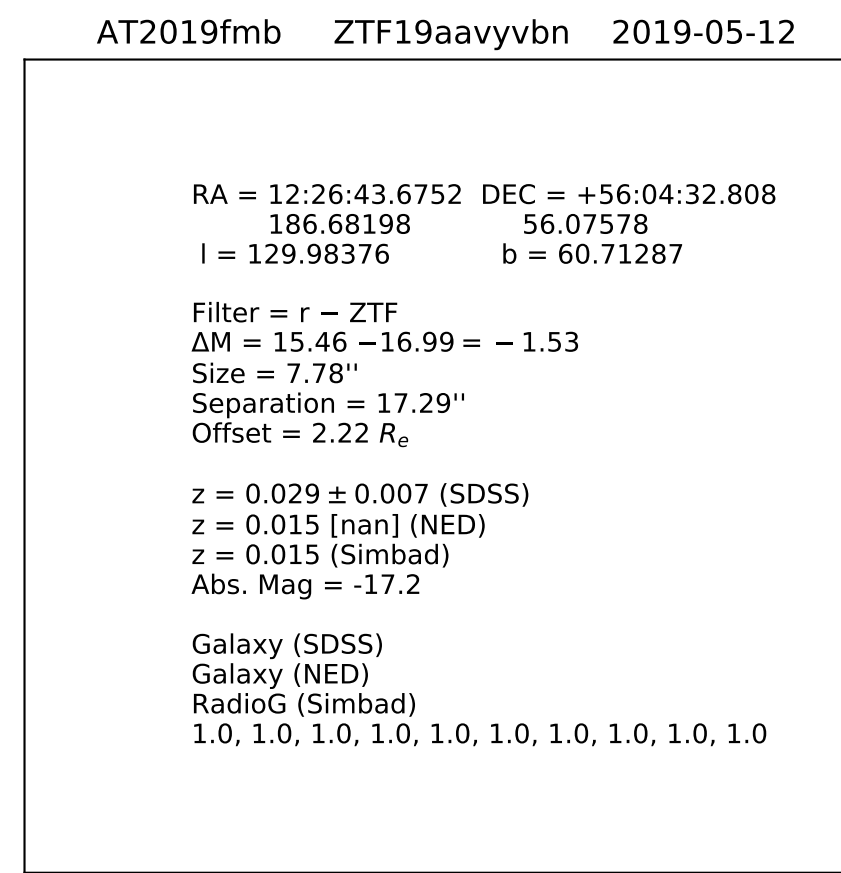 AT2019fmb ZTF19aavyvbn 2019-05-12
RA = 12:26:43.6752 DEC = +56:04:32.808
186.68198 56.07578
l = 129.98376 b = 60.71287
Filter = r − ZTF
ΔM = 15.46 −16.99 = − 1.53
Size = 7.78''
Separation = 17.29''
Offset = 2.22 Rₑ
z = 0.029 ± 0.007 (SDSS)
z = 0.015 [nan] (NED)
z = 0.015 (Simbad)
Abs. Mag = -17.2
Galaxy (SDSS)
Galaxy (NED)
RadioG (Simbad)
1.0, 1.0, 1.0, 1.0, 1.0, 1.0, 1.0, 1.0, 1.0, 1.0